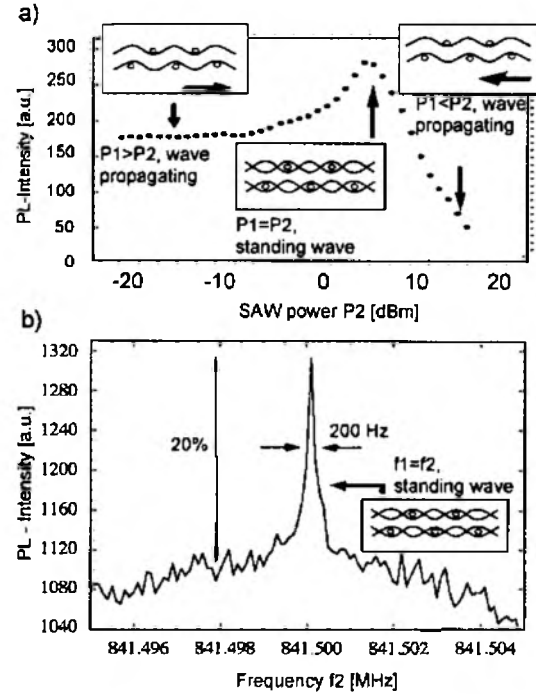 a)
300
250
200
150
100
50
0
PL-Intensity [a.u.]
P1>P2, wave
propagating
P1=P2,
standing wave
P1<P2, wave
propagating
-20 -10 0 10 20
SAW power P2 [dBm]
b)
1320
1280
1240
1200
1160
1120
1080
1040
PL - Intensity [a.u.]
20%
200 Hz
f1=f2,
standing wave
841.496 841.498 841.500 841.502 841.504
Frequency f2 [MHz]